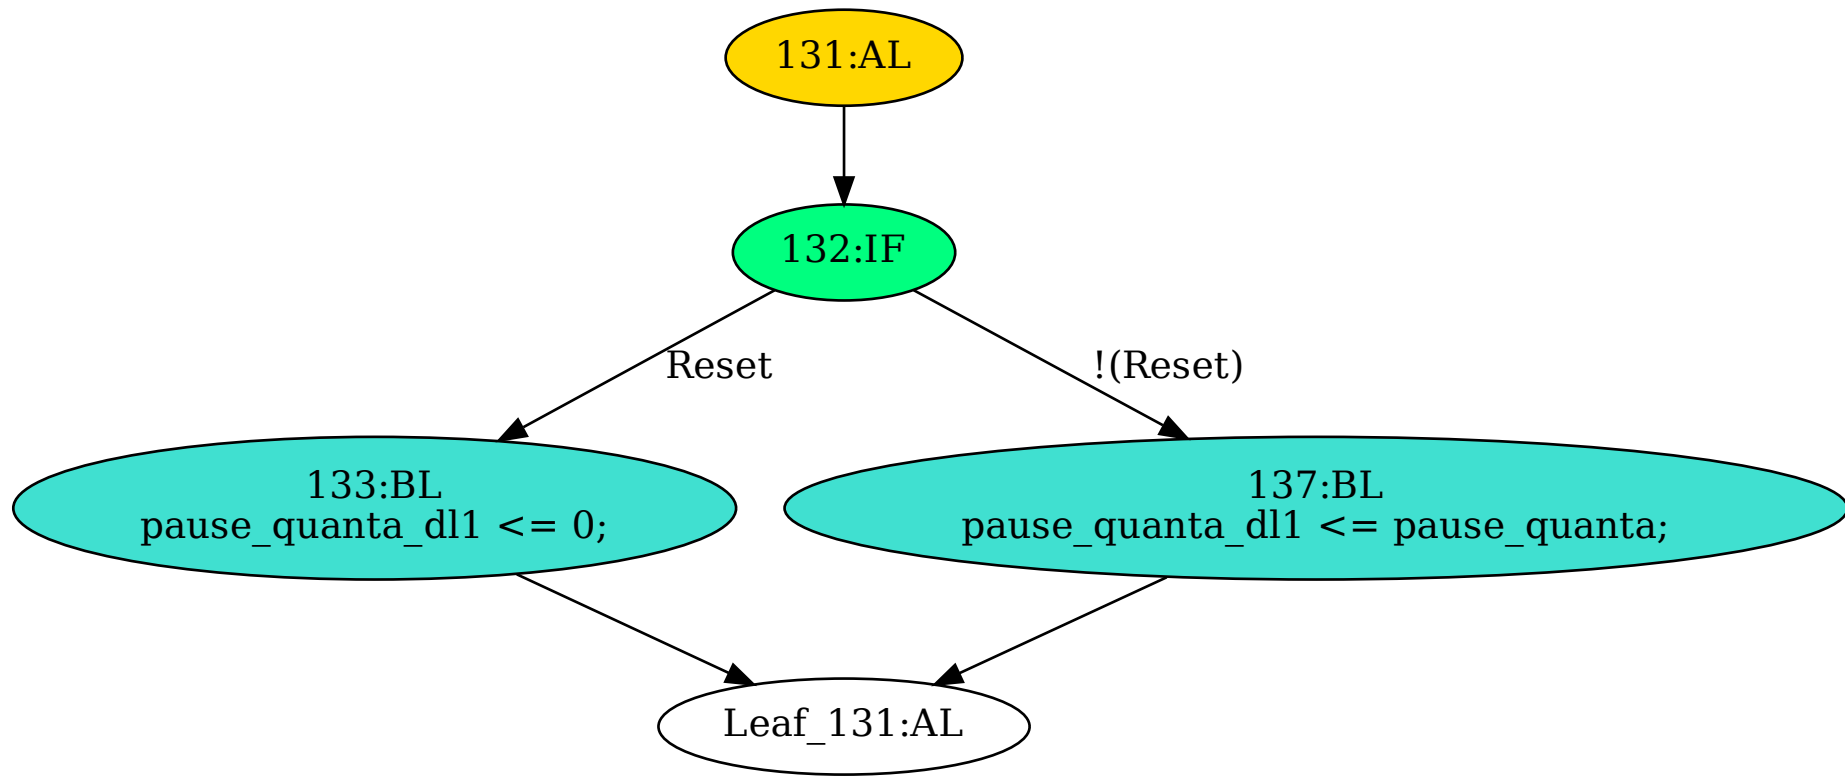 131:AL
132:IF
Reset
!(Reset)
133:BL
pause_quanta_dl1 <= 0;
137:BL
pause_quanta_dl1 <= pause_quanta;
Leaf_131:AL